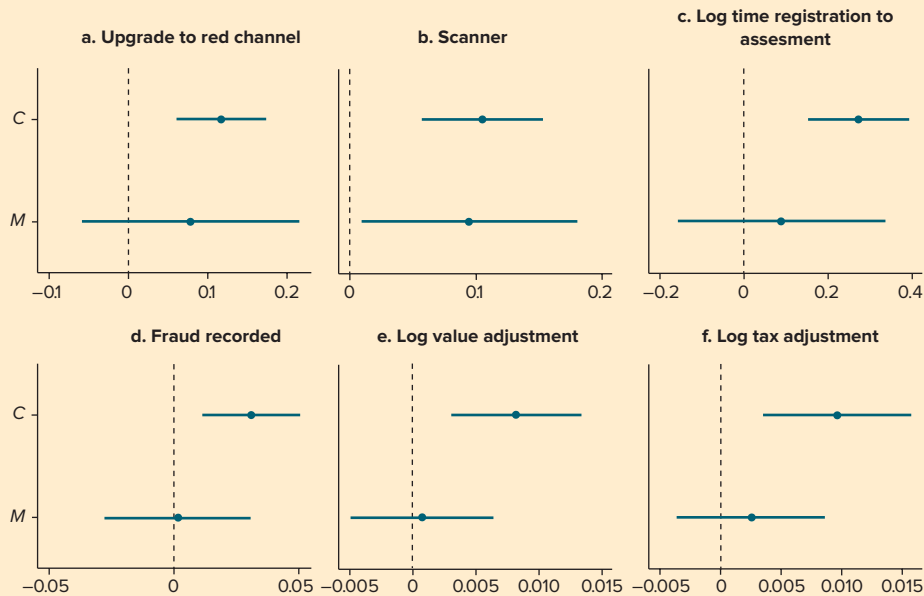 a. Upgrade to red channel
b. Scanner
c. Log time registration to
assesment
C
M
–0.1 0 0.1 0.2
0 0.1 0.2
–0.2 0 0.2 0.4
d. Fraud recorded
e. Log value adjustment
f. Log tax adjustment
C
M
–0.05 0 0.05
–0.005 0 0.005 0.010 0.015
–0.005 0 0.005 0.010 0.015